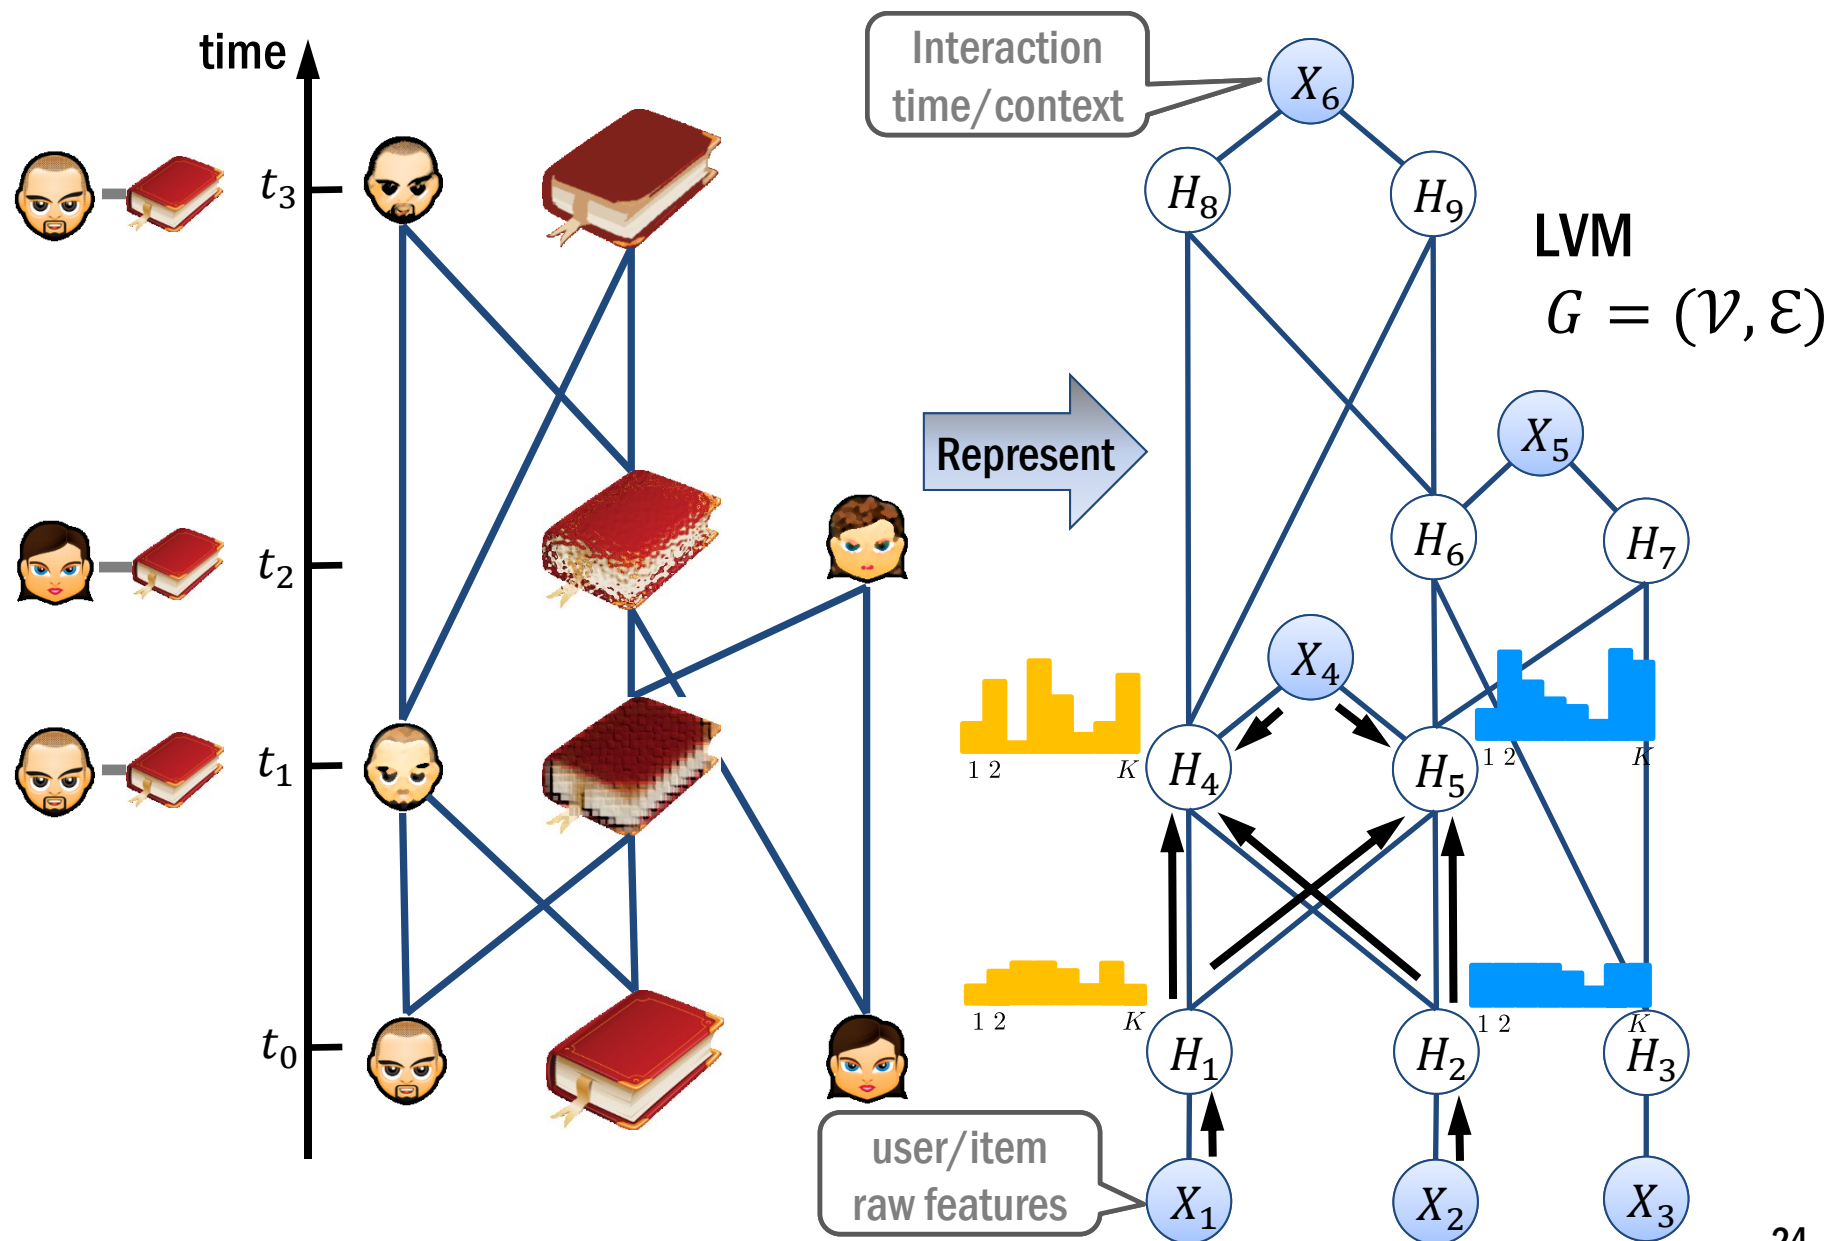 time
t₃
t₂
t₁
t₀
Interaction
time/context
X₆
H₈
H₉
LVM
G = (𝒱, ℰ)
Represent
X₅
H₆
H₇
X₄
1 2 K
H₄
H₅
1 2 K
1 2 K
H₁
H₂
1 2 K
H₃
user/item
raw features
X₁
X₂
X₃
24